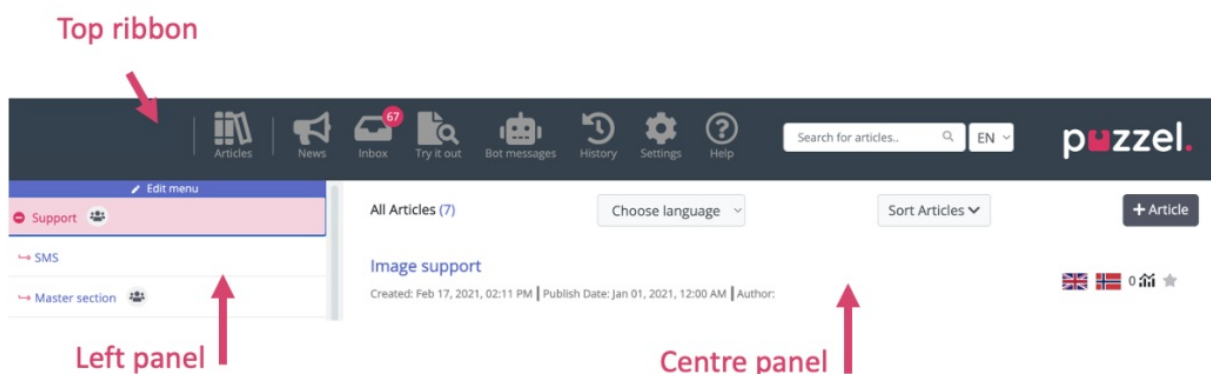 Top ribbon
67
Articles News Inbox Try it out Bot messages History Settings Help Search for articles.. EN puzzel.
Edit menu
Support
All Articles (7) Choose language Sort Articles + Article
SMS
Image support
Master section
Created: Feb 17, 2021, 02:11 PM | Publish Date: Jan 01, 2021, 12:00 AM | Author:
0
Left panel
Centre panel